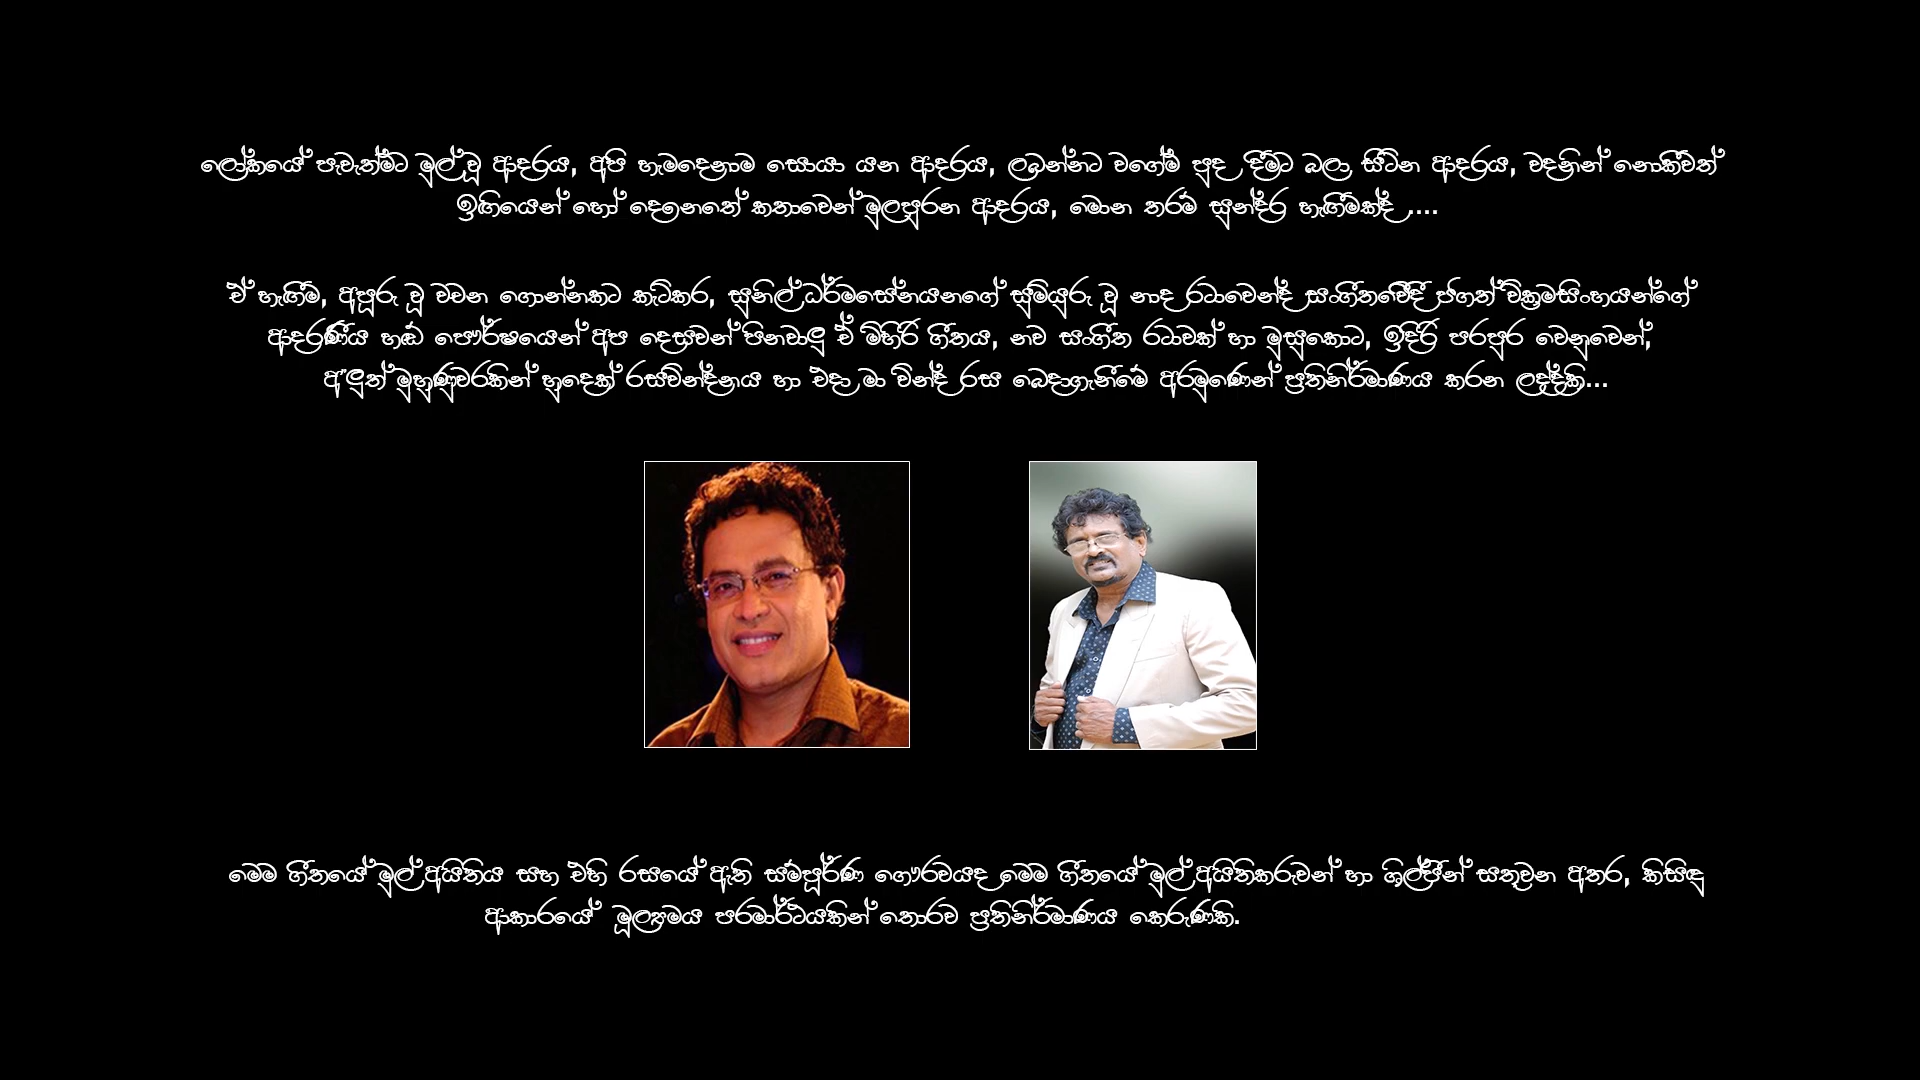 ලෝකයේ පැවැත්මට මුල් වූ ආදරය, අපි හැමදෙනාම සොයා යන ආදරය, ලබන්නට වගේම පුද දීමට බලා සිටින ආදරය, වදනින් නොකීවත්
ඉඟියෙන් හෝ දෙනෙතේ කතාවෙන් මුලපුරන ආදරය, මොන තරම් සුන්දර හැඟීමක්ද ....
ඒ හැඟීම, අපූරු වූ වචන ගොන්නකට කැටිකර, සුනිල් ධර්මසේනයනගේ සුමියුරු වූ නාද රටාවෙන්ද සංගීතවේදී ජගත් වික්‍රමසිංහයන්ගේ
ආදරණීය හඬ පෞර්ෂයෙන් අප දෙසවන් පිනවාලු ඒ මිහිරි ගීතය, නව සංගීත රටාවක් හා මුසුකොට, ඉදිරි පරපුර වෙනුවෙන්,
අලුත් මුහුණුවරකින් හුදෙක් රසවින්දනය හා එදා මා වින්ද රස බෙදාගැනීමේ අරමුණෙන් ප්‍රතිනිර්මාණය කරන ලද්දකි...
මෙම ගීතයේ මුල් අයිතිය සහ එහි රසයේ ඇති සම්පූර්ණ ගෞරවයද මෙම ගීතයේ මුල් අයිතිකරුවන් හා ශිල්පීන් සතුවන අතර, කිසිඳු
ආකාරයේ මූල්‍යමය පරමාර්ථයකින් තොරව ප්‍රතිනිර්මාණය කෙරුණකි.